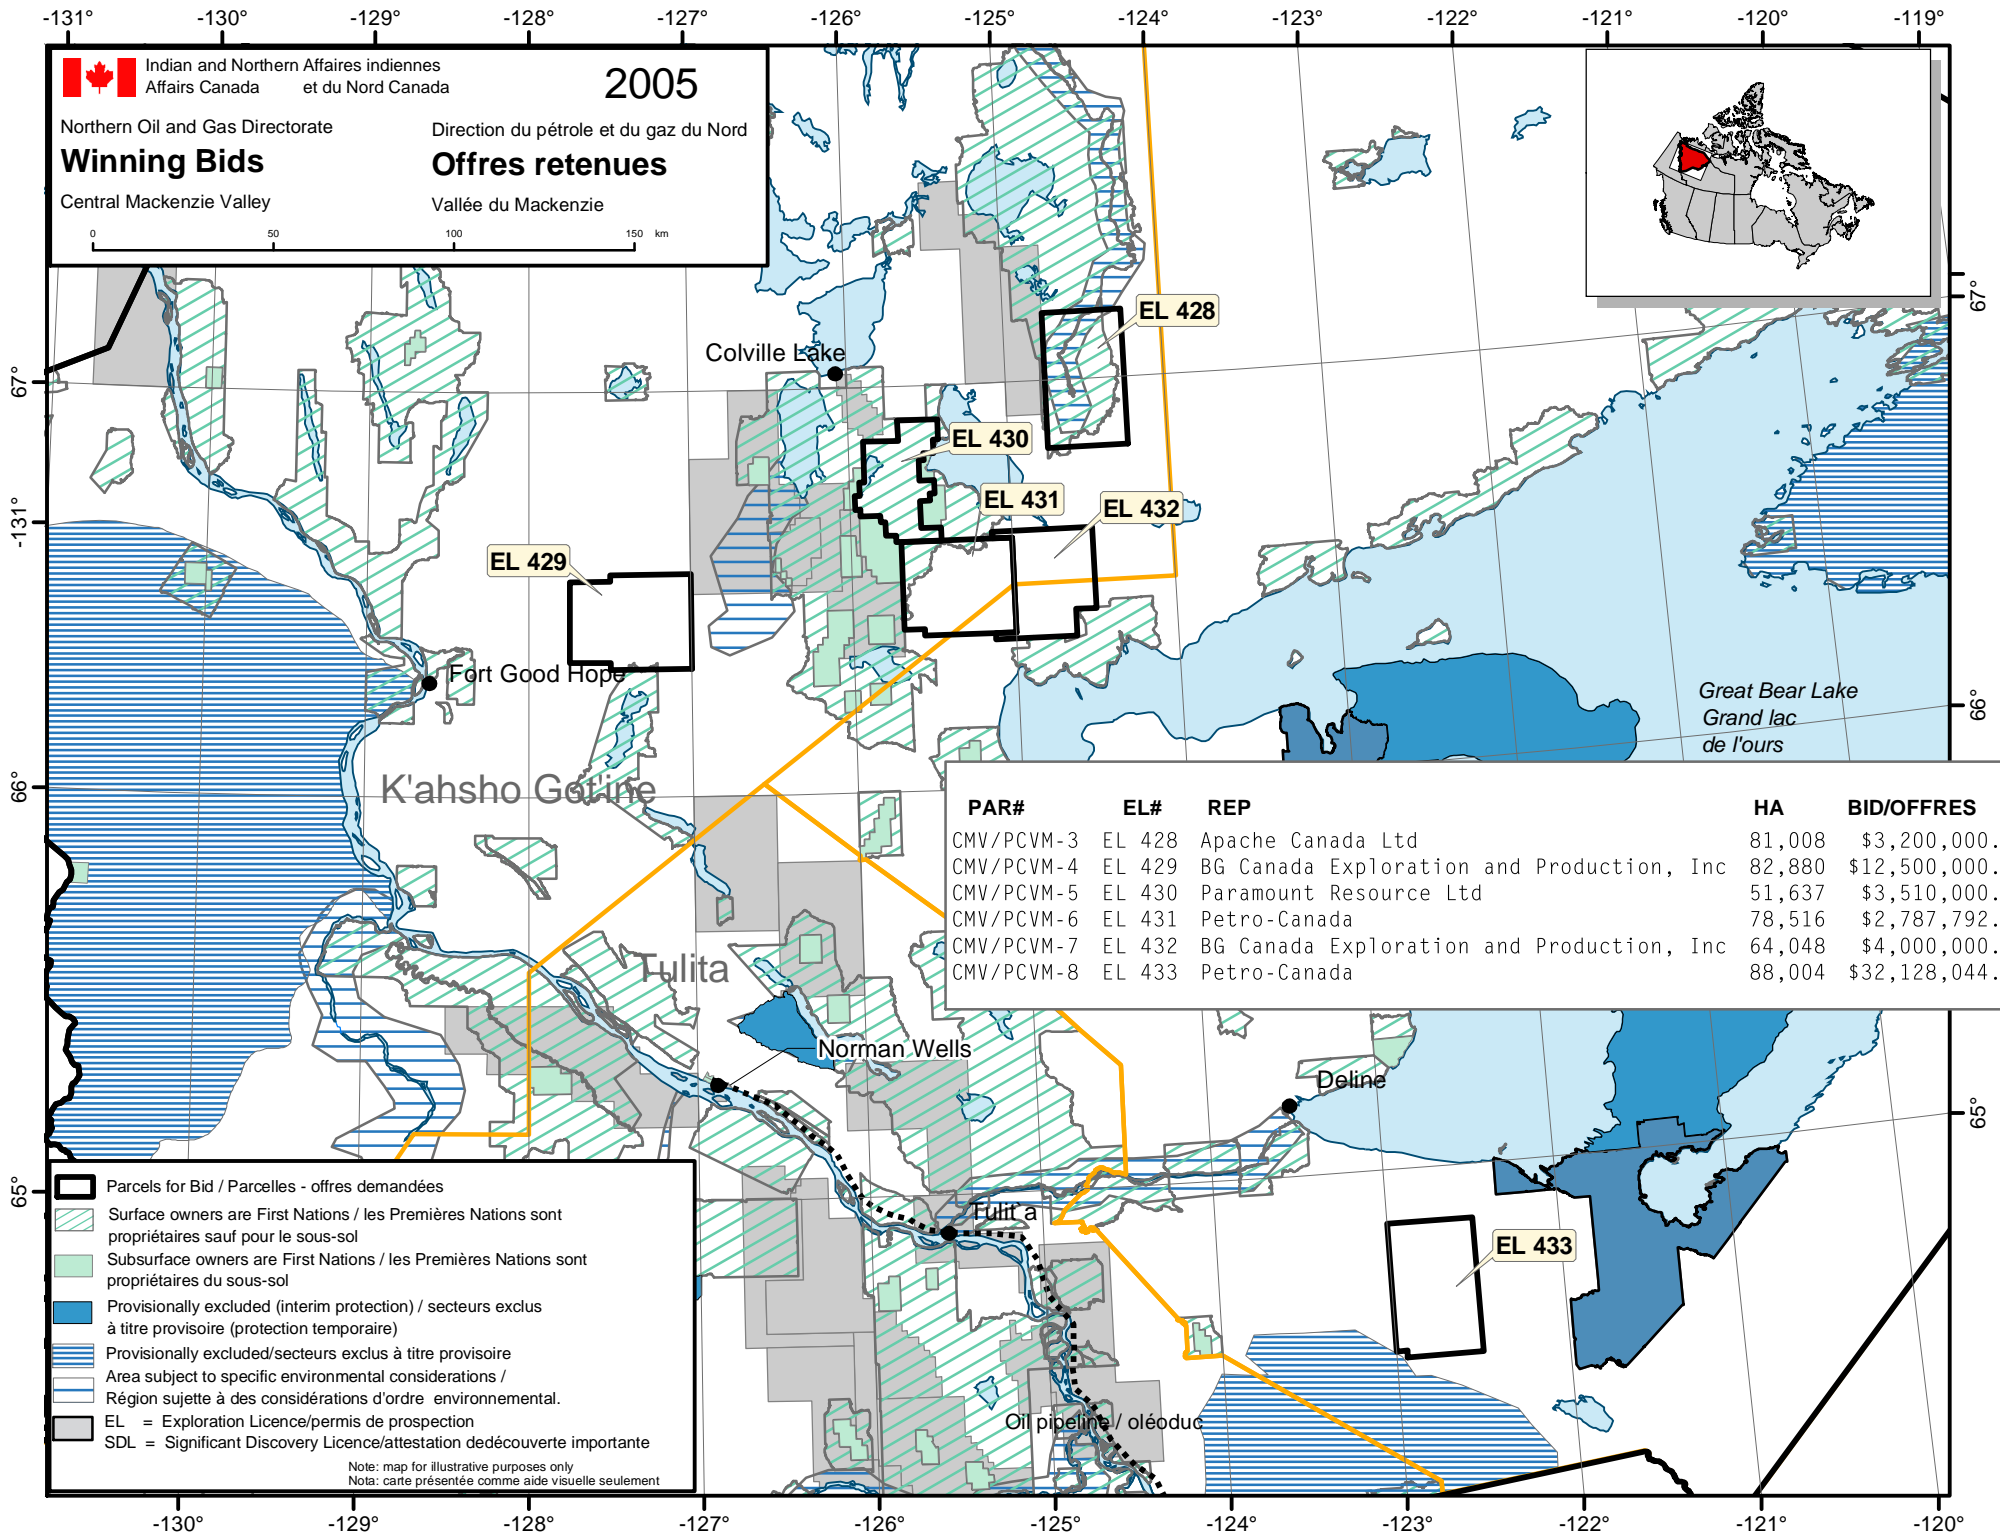 -131° -130° -129° -128° -127° -126° -125° -124° -123° -122° -121° -120° -119°
Indian and Northern Affaires indiennes
Affairs Canada et du Nord Canada
2005
Northern Oil and Gas Directorate
Direction du pétrole et du gaz du Nord
Winning Bids
Offres retenues
Central Mackenzie Valley
Vallée du Mackenzie
0 50 100 150 km
67°
EL 428
Colville Lake
67°
EL 430
EL 431
EL 432
-131°
EL 429
Fort Good Hope
Great Bear Lake
Grand lac
de l'ours
66°
66°
K'ahsho Got'ine
PAR# EL# REP HA BID/OFFRES
CMV/PCVM-3 EL 428 Apache Canada Ltd 81,008 $3,200,000.
CMV/PCVM-4 EL 429 BG Canada Exploration and Production, Inc 82,880 $12,500,000.
CMV/PCVM-5 EL 430 Paramount Resource Ltd 51,637 $3,510,000.
CMV/PCVM-6 EL 431 Petro-Canada 78,516 $2,787,792.
CMV/PCVM-7 EL 432 BG Canada Exploration and Production, Inc 64,048 $4,000,000.
CMV/PCVM-8 EL 433 Petro-Canada 88,004 $32,128,044.
Tulita
Norman Wells
Deline
65°
65°
Tulit a
EL 433
Oil pipeline / oléoduc
Parcels for Bid / Parcelles - offres demandées
Surface owners are First Nations / les Premières Nations sont
propriétaires sauf pour le sous-sol
Subsurface owners are First Nations / les Premières Nations sont
propriétaires du sous-sol
Provisionally excluded (interim protection) / secteurs exclus
à titre provisoire (protection temporaire)
Provisionally excluded/secteurs exclus à titre provisoire
Area subject to specific environmental considerations /
Région sujette à des considérations d'ordre environnemental.
EL = Exploration Licence/permis de prospection
SDL = Significant Discovery Licence/attestation dedécouverte importante
Note: map for illustrative purposes only
Nota: carte présentée comme aide visuelle seulement
-130° -129° -128° -127° -126° -125° -124° -123° -122° -121° -120°